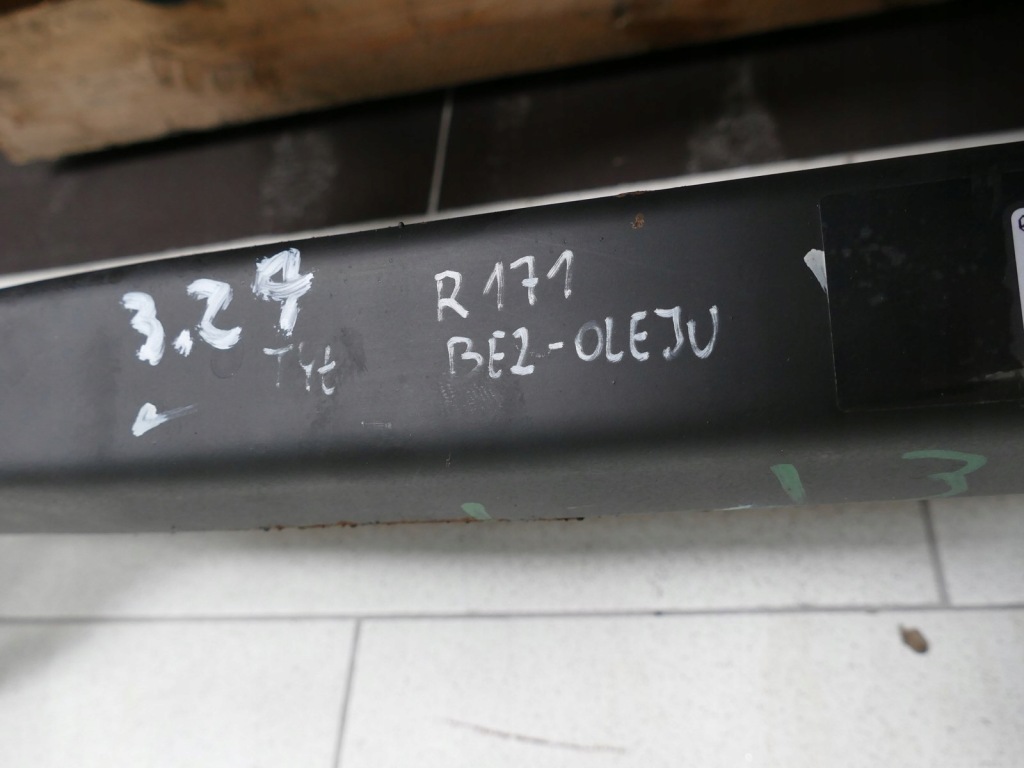 3.27
TYŁ
R171
BEZ-OLEJU
13